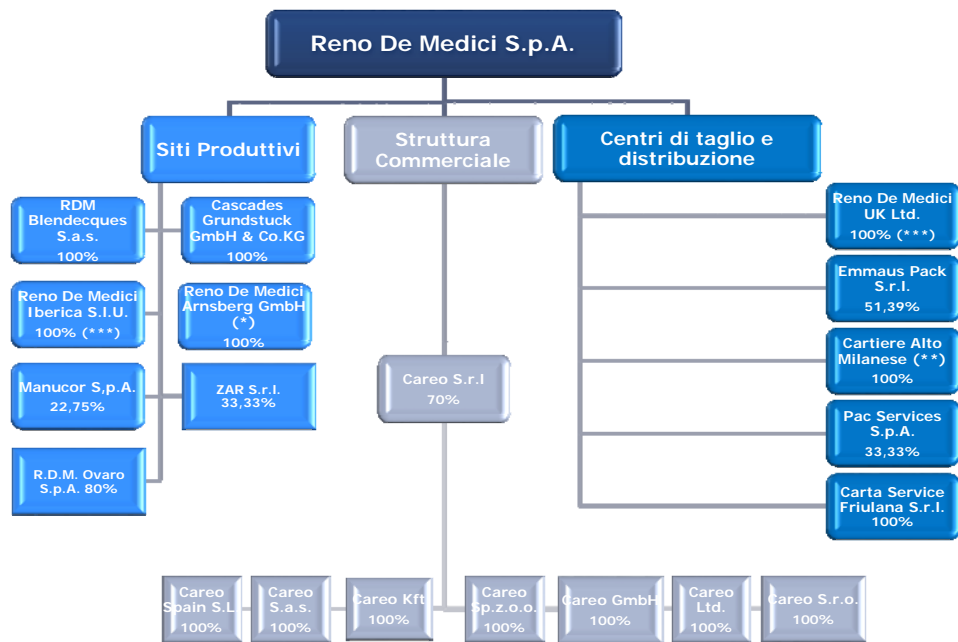 Reno De Medici S.p.A.
Siti Produttivi
Struttura
Commerciale
Centri di taglio e
distribuzione
RDM
Blendecques
S.a.s.
100%
Cascades
Grundstuck
GmbH & Co.KG
100%
Reno De Medici
Iberica S.I.U.
100% (***)
Reno De Medici
Arnsberg GmbH
(*)
100%
Manucor S,p.A.
22,75%
ZAR S.r.l.
33,33%
R.D.M. Ovaro
S.p.A. 80%
Careo S.r.l
70%
Reno De Medici
UK Ltd.
100% (***)
Emmaus Pack
S.r.l.
51,39%
Cartiere Alto
Milanese (**)
100%
Pac Services
S.p.A.
33,33%
Carta Service
Friulana S.r.l.
100%
Careo
Spain S.L
100%
Careo
S.a.s.
100%
Careo Kft
100%
Careo
Sp.z.o.o.
100%
Careo GmbH
100%
Careo
Ltd.
100%
Careo S.r.o.
100%